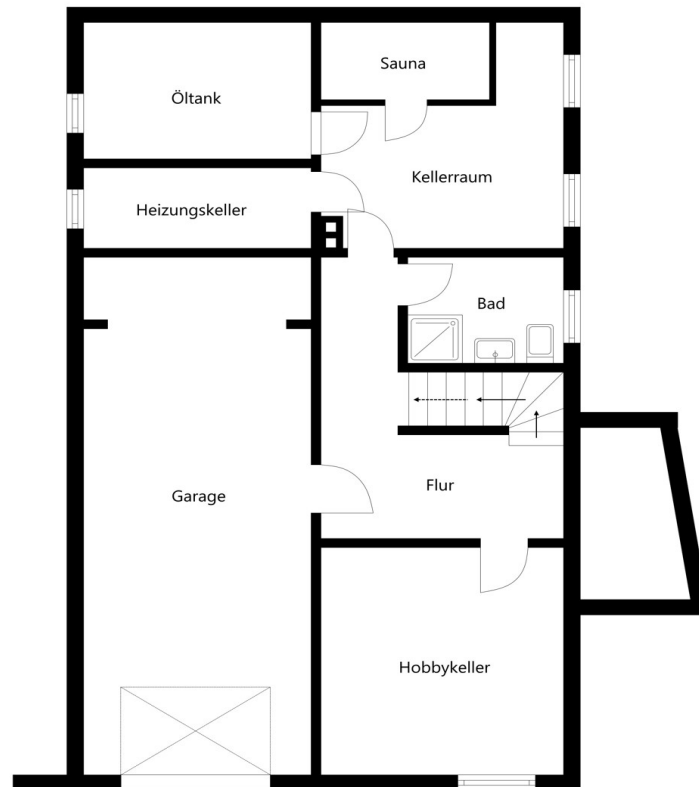 Sauna
Öltank
Kellerraum
Heizungskeller
Bad
Flur
Garage
Hobbykeller